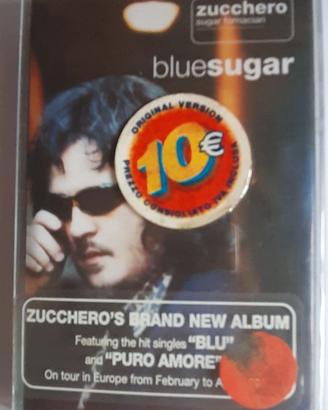 zucchero
sugar fornaciari
bluesugar
ORIGINAL VERSION
10€
PREZZO CONSIGLIATO IVA INCLUSA
ZUCCHERO'S BRAND NEW ALBUM
Featuring the hit singles "BLU"
and "PURO AMORE"
On tour in Europe from February to A